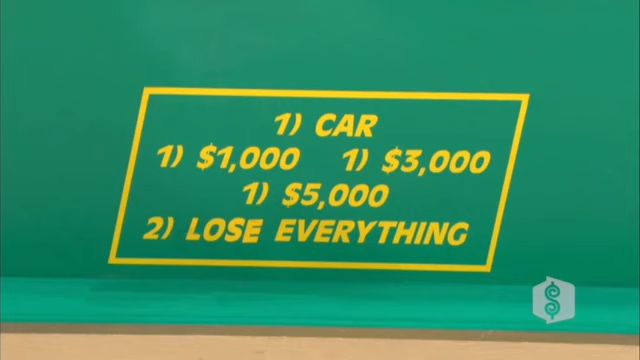 1) CAR
1) $1,000 1) $3,000
1) $5,000
2) LOSE EVERYTHING